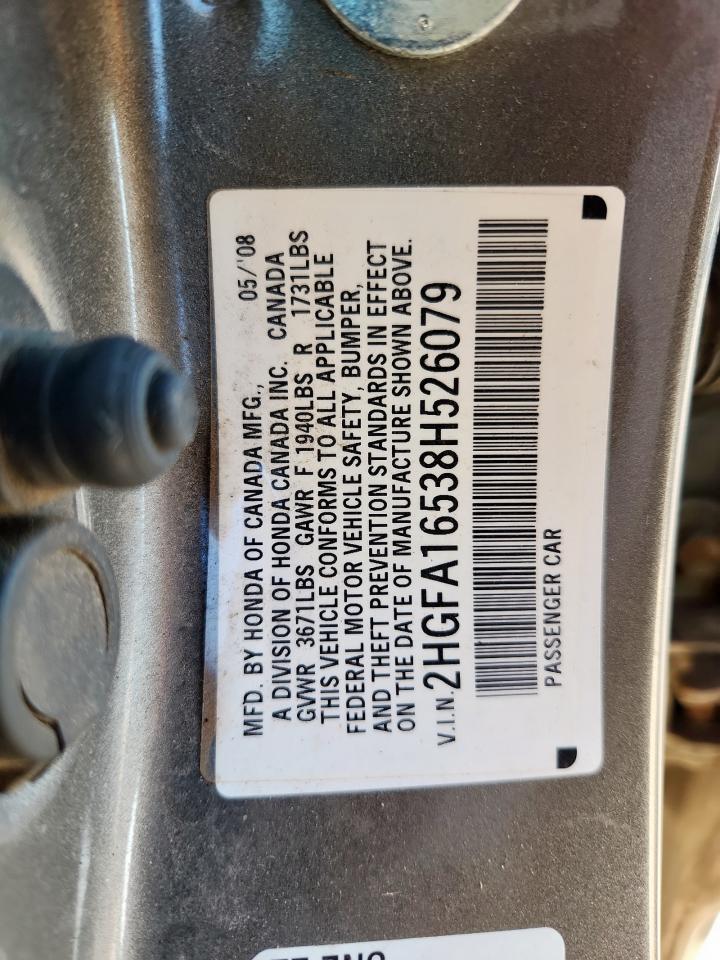 MFD. BY HONDA OF CANADA MFG., 05/'08
A DIVISION OF HONDA CANADA INC. CANADA
GVWR 3671LBS GAWR F 1940LBS R 1731LBS
THIS VEHICLE CONFORMS TO ALL APPLICABLE
FEDERAL MOTOR VEHICLE SAFETY, BUMPER,
AND THEFT PREVENTION STANDARDS IN EFFECT
ON THE DATE OF MANUFACTURE SHOWN ABOVE.
V.I.N. 2HGFA16538H526079
PASSENGER CAR